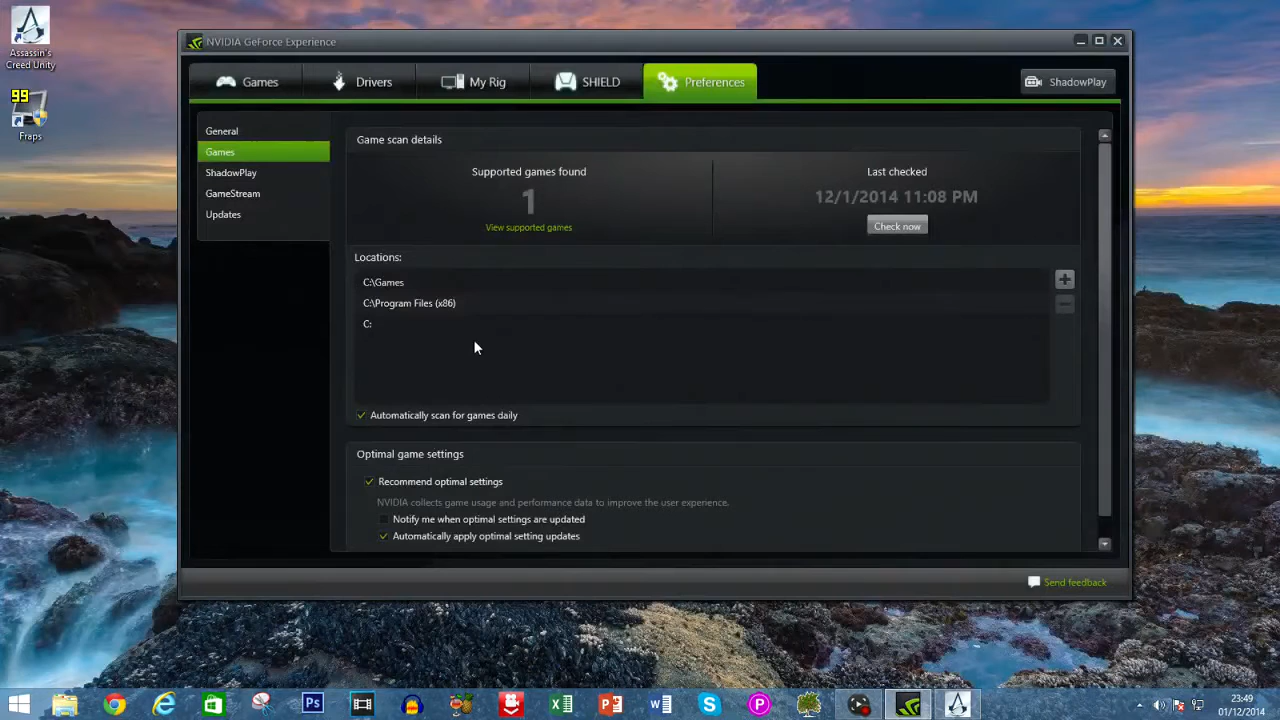 Assassin's
Creed Unity
99
Fraps
NVIDIA GeForce Experience
Games
Drivers
My Rig
SHIELD
Preferences
ShadowPlay
General
Games
ShadowPlay
GameStream
Updates
Game scan details
Supported games found
1
View supported games
Last checked
12/1/2014 11:08 PM
Check now
Locations:
C:\Games
C:\Program Files (x86)
C:
Automatically scan for games daily
Optimal game settings
Recommend optimal settings
NVIDIA collects game usage and performance data to improve the user experience.
Notify me when optimal settings are updated
Automatically apply optimal setting updates
Send feedback
Ps
23:49
01/12/2014